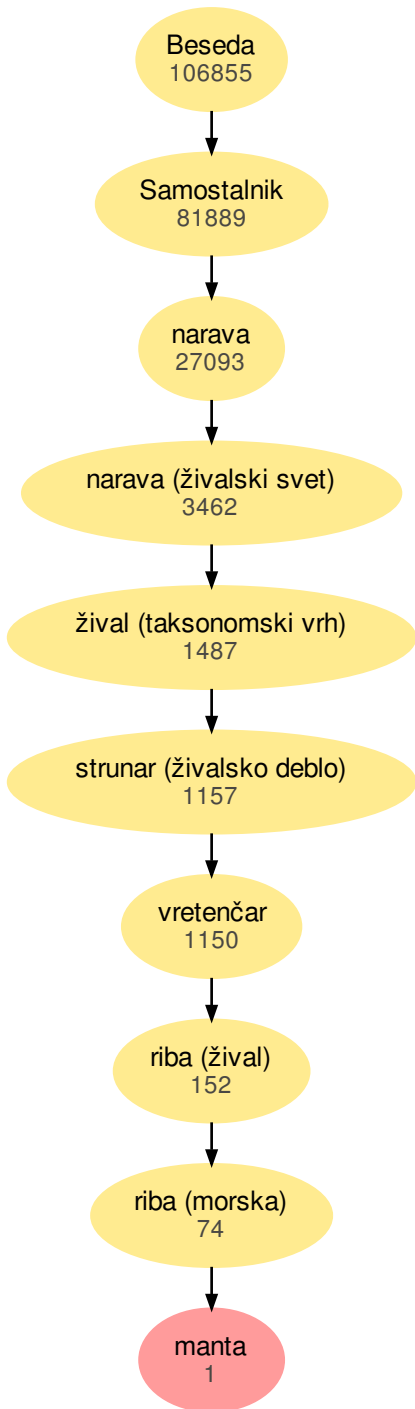 Beseda
106855
Samostalnik
81889
narava
27093
narava (živalski svet)
3462
žival (taksonomski vrh)
1487
strunar (živalsko deblo)
1157
vretenčar
1150
riba (žival)
152
riba (morska)
74
manta
1